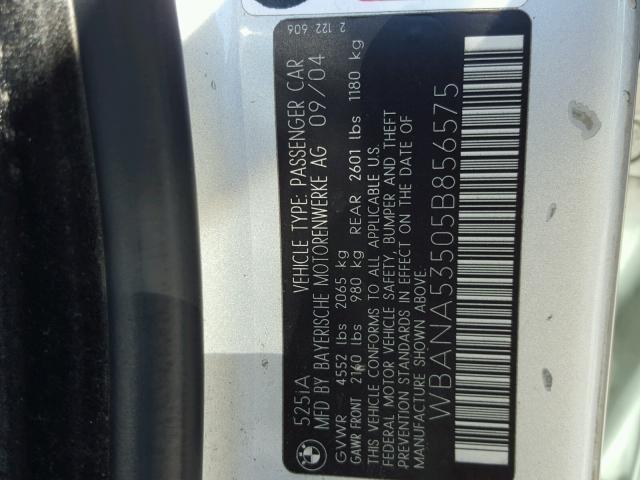 2 122 606
525iA VEHICLE TYPE: PASSENGER CAR
MFD BY BAYERISCHE MOTORENWERKE AG 09/04
GVWR 4552 lbs 2065 kg
GAWR FRONT 2160 lbs 980 kg REAR 2601 lbs 1180 kg
THIS VEHICLE CONFORMS TO ALL APPLICABLE U.S.
FEDERAL MOTOR VEHICLE SAFETY, BUMPER AND THEFT
PREVENTION STANDARDS IN EFFECT ON THE DATE OF
MANUFACTURE SHOWN ABOVE.
WBANA53505B856575